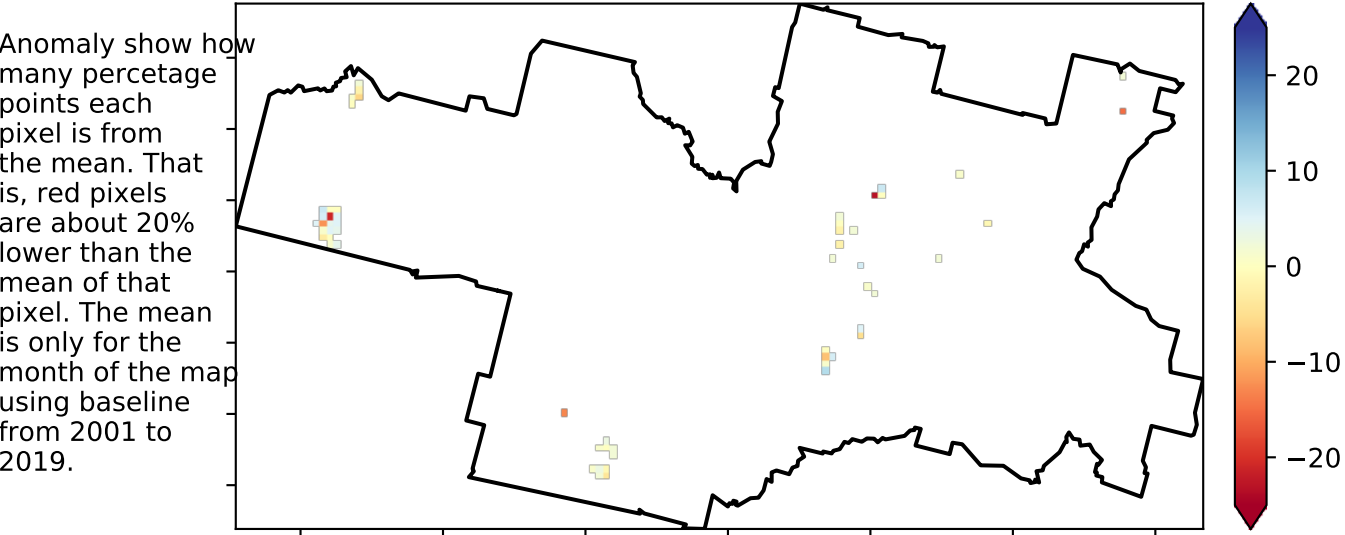 Anomaly show how
many percetage
points each
pixel is from
the mean. That
is, red pixels
are about 20%
lower than the
mean of that
pixel. The mean
is only for the
month of the map
using baseline
from 2001 to
2019.
20
10
0
−10
−20